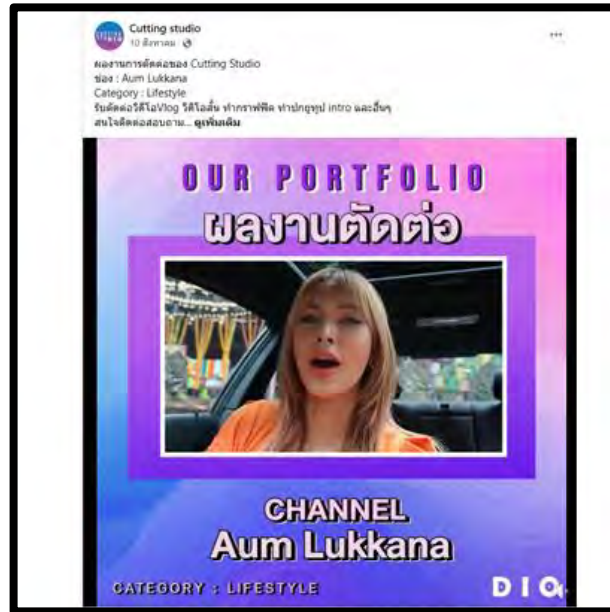 Cutting studio
10 สิงหาคม
ผลงานการตัดต่อของ Cutting Studio
ช่อง : Aum Lukkana
Category : Lifestyle
รับตัดต่อวิดีโอVlog วิดีโอสั้น ทำกราฟฟิค ทำปกยูทูป intro และอื่นๆ
สนใจติดต่อสอบถาม... ดูเพิ่มเติม
OUR PORTFOLIO
ผลงานตัดต่อ
CHANNEL
Aum Lukkana
CATEGORY : LIFESTYLE